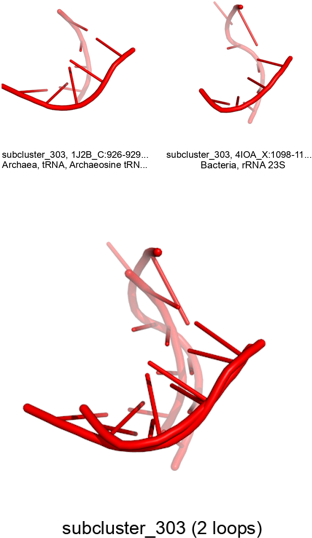 subcluster_303, 1J2B_C:926-929...
Archaea, tRNA, Archaeosine tRN...
subcluster_303, 4IOA_X:1098-11...
Bacteria, rRNA 23S
subcluster_303 (2 loops)